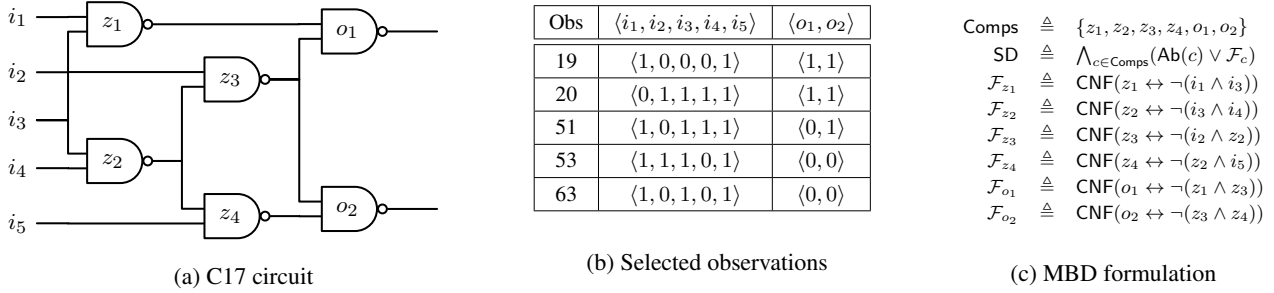 i₁
z₁
o₁
i₂
z₃
i₃
z₂
i₄
z₄
o₂
i₅
(a) C17 circuit
Obs ⟨i₁, i₂, i₃, i₄, i₅⟩ ⟨o₁, o₂⟩
19 ⟨1, 0, 0, 0, 1⟩ ⟨1, 1⟩
20 ⟨0, 1, 1, 1, 1⟩ ⟨1, 1⟩
51 ⟨1, 0, 1, 1, 1⟩ ⟨0, 1⟩
53 ⟨1, 1, 1, 0, 1⟩ ⟨0, 0⟩
63 ⟨1, 0, 1, 0, 1⟩ ⟨0, 0⟩
(b) Selected observations
Comps ≜ {z₁, z₂, z₃, z₄, o₁, o₂}
SD ≜ ⋀c∈Comps(Ab(c) ∨ ℱc)
ℱz₁ ≜ CNF(z₁ ↔ ¬(i₁ ∧ i₃))
ℱz₂ ≜ CNF(z₂ ↔ ¬(i₃ ∧ i₄))
ℱz₃ ≜ CNF(z₃ ↔ ¬(i₂ ∧ z₂))
ℱz₄ ≜ CNF(z₄ ↔ ¬(z₂ ∧ i₅))
ℱo₁ ≜ CNF(o₁ ↔ ¬(z₁ ∧ z₃))
ℱo₂ ≜ CNF(o₂ ↔ ¬(z₃ ∧ z₄))
(c) MBD formulation